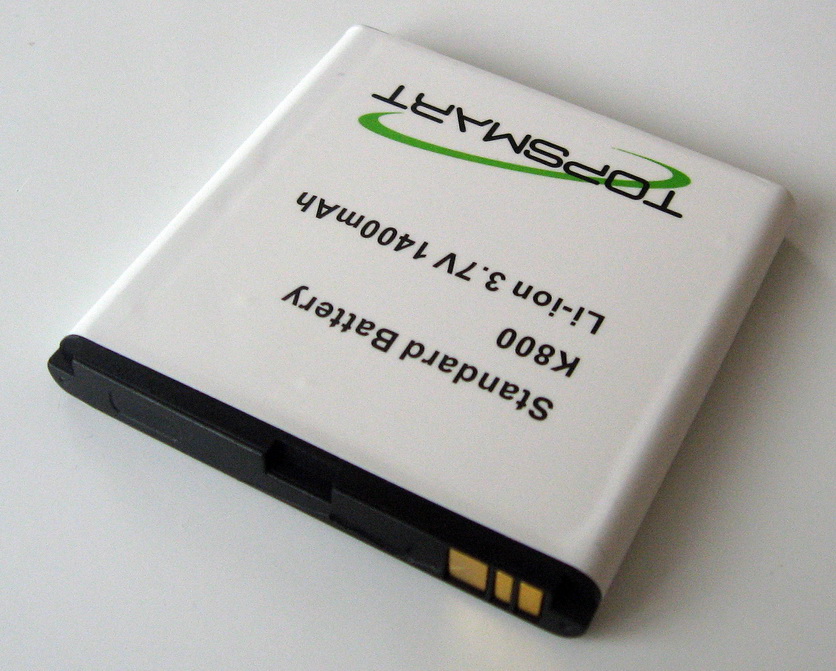 TOPSMART
Li-ion 3.7V 1400mAh
K800
Standard Battery